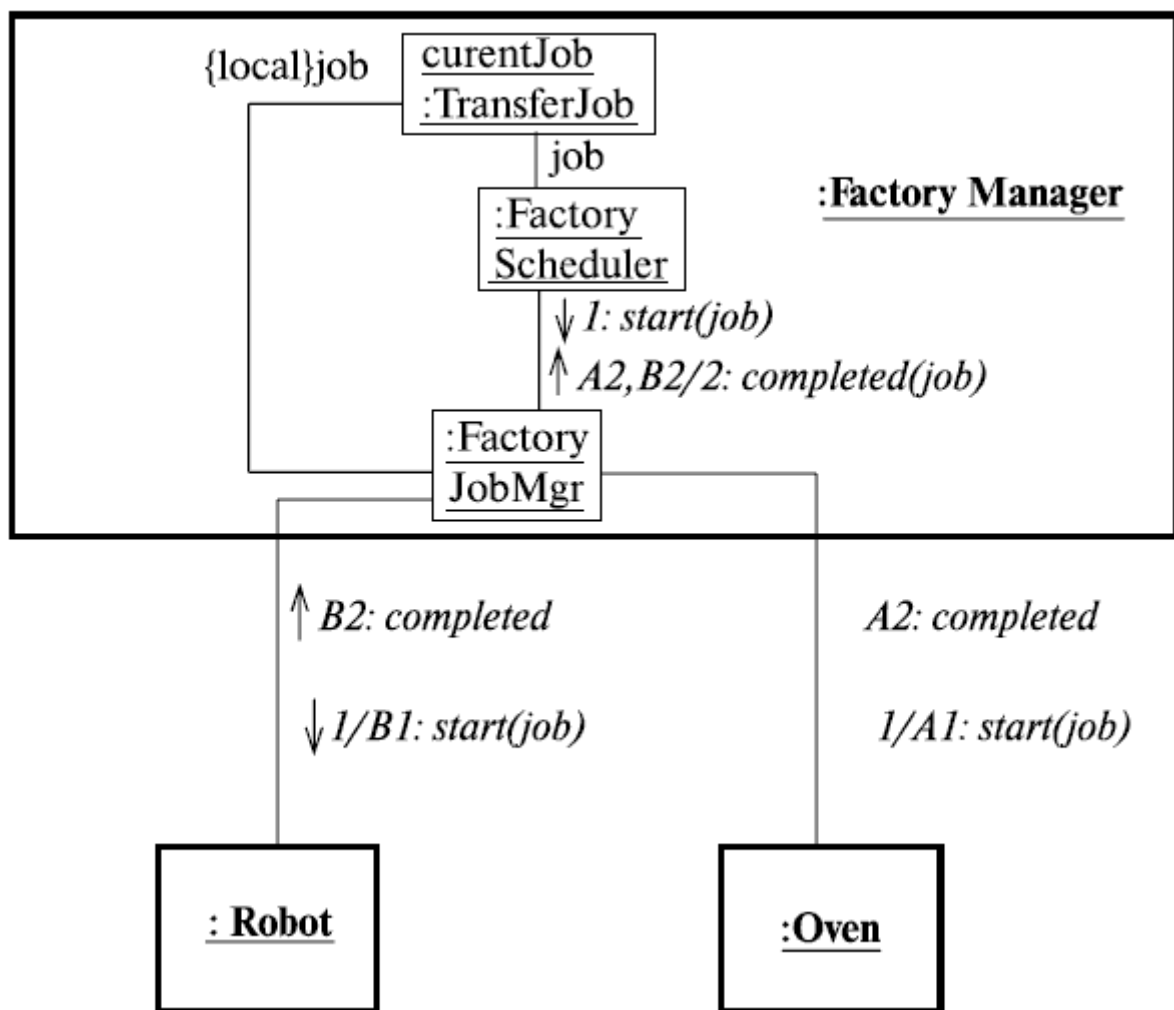 {local}job
curentJob
:TransferJob
job
:Factory Manager
:Factory
Scheduler
1: start(job)
A2,B2/2: completed(job)
:Factory
JobMgr
B2: completed
A2: completed
1/B1: start(job)
1/A1: start(job)
: Robot
:Oven